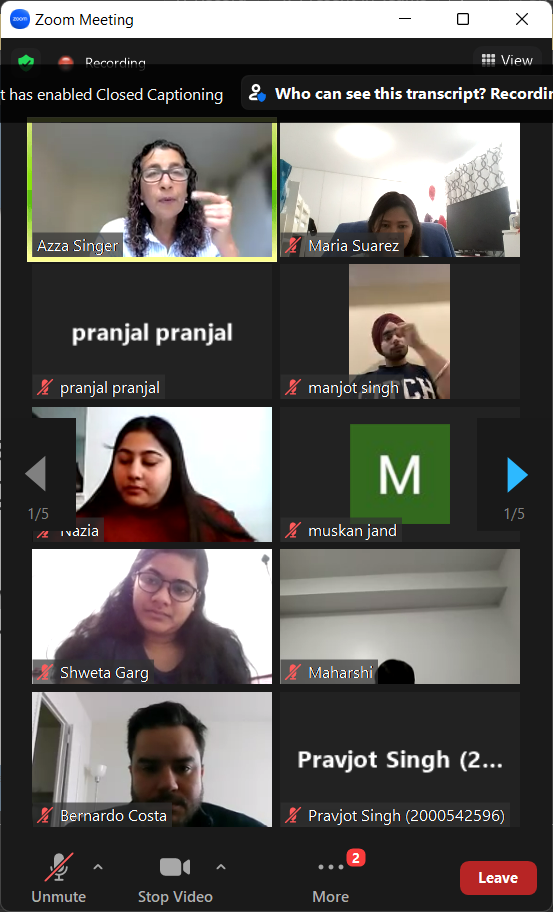 zoom
Zoom Meeting
Recording
View
t has enabled Closed Captioning
Who can see this transcript? Recordin
Azza Singer
Maria Suarez
pranjal pranjal
pranjal pranjal
manjot singh
M
1/5
1/5
Nazia
muskan jand
Shweta Garg
Maharshi
Pravjot Singh (2...
Bernardo Costa
Pravjot Singh (2000542596)
2
Unmute
Stop Video
More
Leave